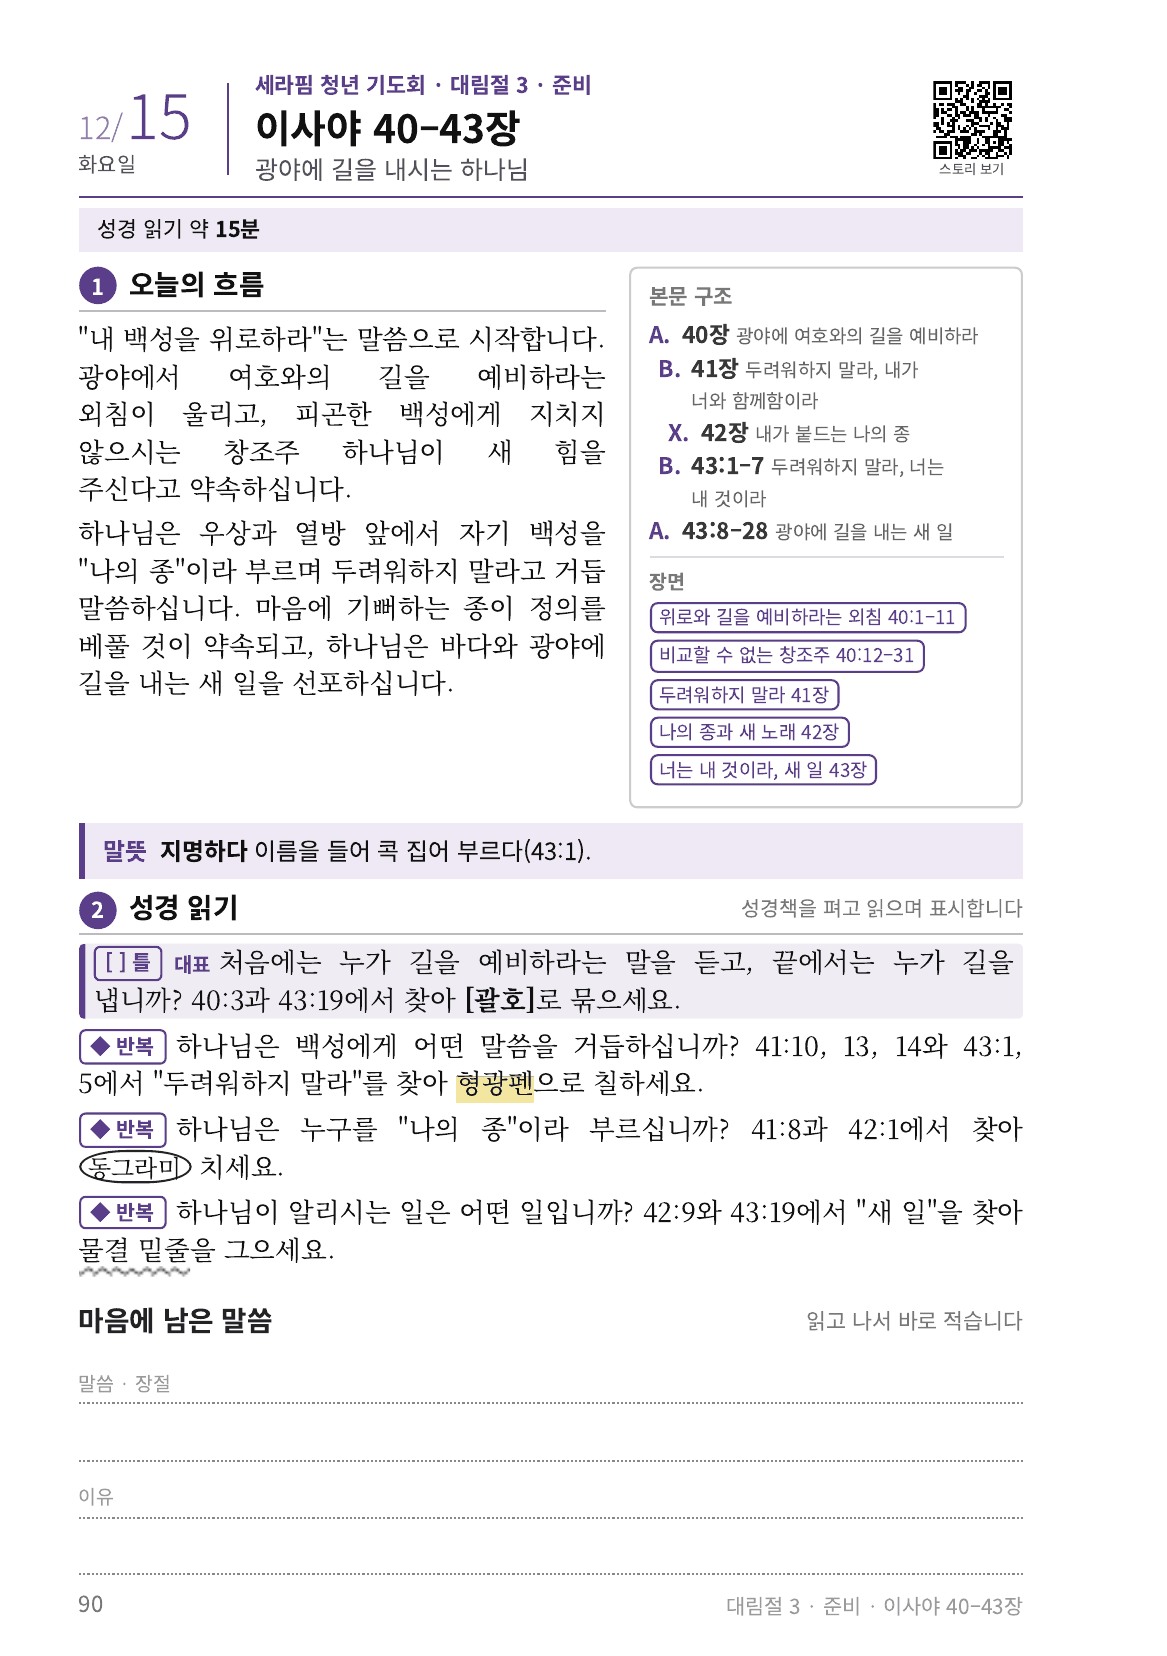 12/15
화요일
세라핌 청년 기도회 · 대림절 3 · 준비
이사야 40–43장
광야에 길을 내시는 하나님
스토리 보기
성경 읽기 약 15분
1 오늘의 흐름
"내 백성을 위로하라"는 말씀으로 시작합니다.
광야에서 여호와의 길을 예비하라는
외침이 울리고, 피곤한 백성에게 지치지
않으시는 창조주 하나님이 새 힘을
주신다고 약속하십니다.
하나님은 우상과 열방 앞에서 자기 백성을
"나의 종"이라 부르며 두려워하지 말라고 거듭
말씀하십니다. 마음에 기뻐하는 종이 정의를
베풀 것이 약속되고, 하나님은 바다와 광야에
길을 내는 새 일을 선포하십니다.
본문 구조
A. 40장 광야에 여호와의 길을 예비하라
B. 41장 두려워하지 말라, 내가
너와 함께함이라
X. 42장 내가 붙드는 나의 종
B. 43:1–7 두려워하지 말라, 너는
내 것이라
A. 43:8–28 광야에 길을 내는 새 일
장면
위로와 길을 예비하라는 외침 40:1–11
비교할 수 없는 창조주 40:12–31
두려워하지 말라 41장
나의 종과 새 노래 42장
너는 내 것이라, 새 일 43장
말뜻 지명하다 이름을 들어 콕 집어 부르다(43:1).
2 성경 읽기
성경책을 펴고 읽으며 표시합니다
[ ] 틀 대표 처음에는 누가 길을 예비하라는 말을 듣고, 끝에서는 누가 길을
냅니까? 40:3과 43:19에서 찾아 [괄호]로 묶으세요.
◆ 반복 하나님은 백성에게 어떤 말씀을 거듭하십니까? 41:10, 13, 14와 43:1,
5에서 "두려워하지 말라"를 찾아 형광펜으로 칠하세요.
◆ 반복 하나님은 누구를 "나의 종"이라 부르십니까? 41:8과 42:1에서 찾아
동그라미 치세요.
◆ 반복 하나님이 알리시는 일은 어떤 일입니까? 42:9와 43:19에서 "새 일"을 찾아
물결 밑줄을 그으세요.
마음에 남은 말씀
읽고 나서 바로 적습니다
말씀 · 장절
이유
90
대림절 3 · 준비 · 이사야 40–43장